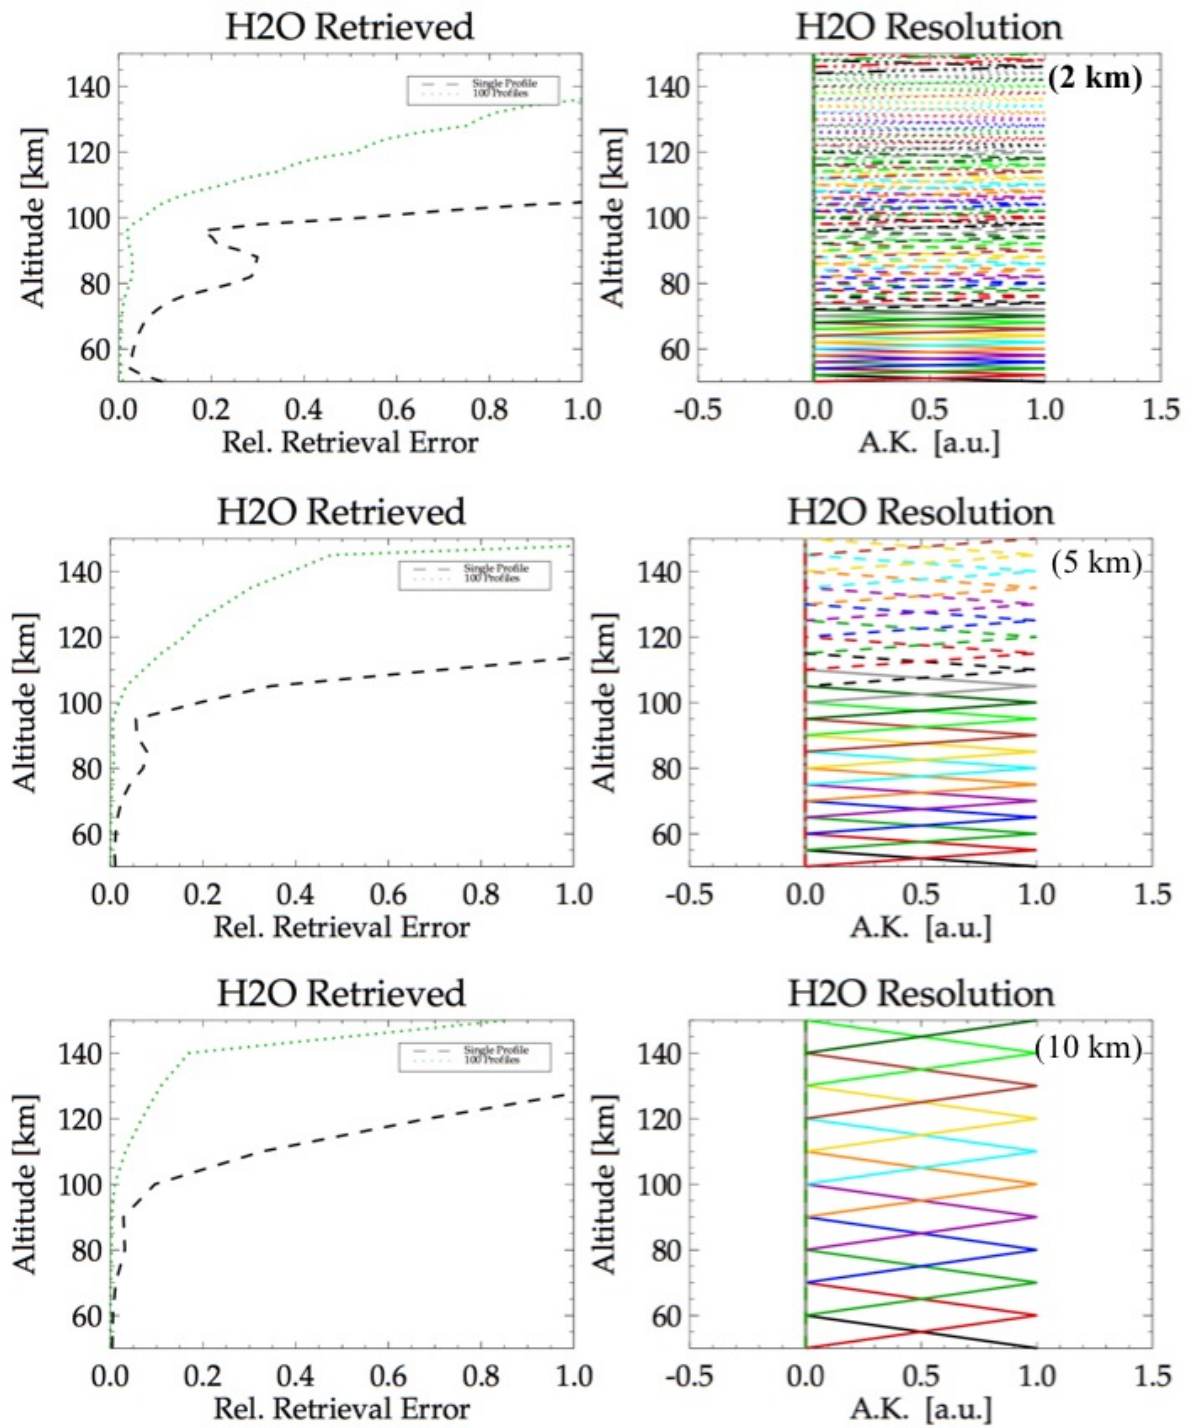 H2O Retrieved
H2O Resolution
Altitude [km]
140
120
100
80
60
Single Profile
100 Profiles
0.0 0.2 0.4 0.6 0.8 1.0
Rel. Retrieval Error
Altitude [km]
140
120
100
80
60
(2 km)
-0.5 0.0 0.5 1.0 1.5
A.K. [a.u.]
H2O Retrieved
H2O Resolution
Altitude [km]
140
120
100
80
60
Single Profile
100 Profiles
0.0 0.2 0.4 0.6 0.8 1.0
Rel. Retrieval Error
Altitude [km]
140
120
100
80
60
(5 km)
-0.5 0.0 0.5 1.0 1.5
A.K. [a.u.]
H2O Retrieved
H2O Resolution
Altitude [km]
140
120
100
80
60
Single Profile
100 Profiles
0.0 0.2 0.4 0.6 0.8 1.0
Rel. Retrieval Error
Altitude [km]
140
120
100
80
60
(10 km)
-0.5 0.0 0.5 1.0 1.5
A.K. [a.u.]